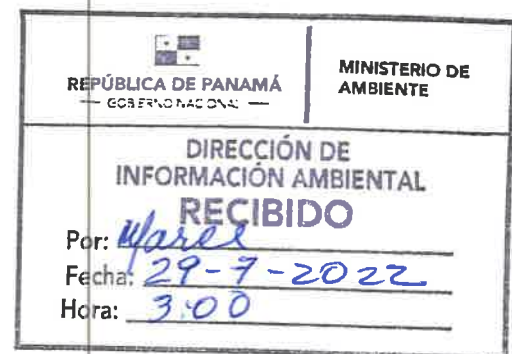 REPÚBLICA DE PANAMÁ
— GOBIERNO NACIONAL —
MINISTERIO DE
AMBIENTE
DIRECCIÓN DE
INFORMACIÓN AMBIENTAL
RECIBIDO
Por:
Fecha: 29-7-2022
Hora: 3:00